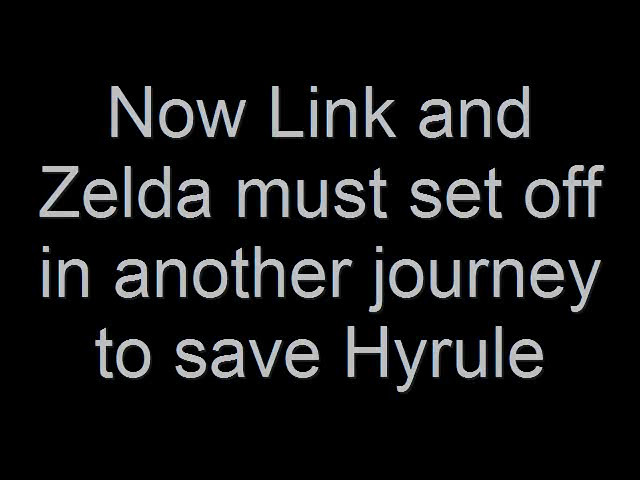 Now Link and
Zelda must set off
in another journey
to save Hyrule